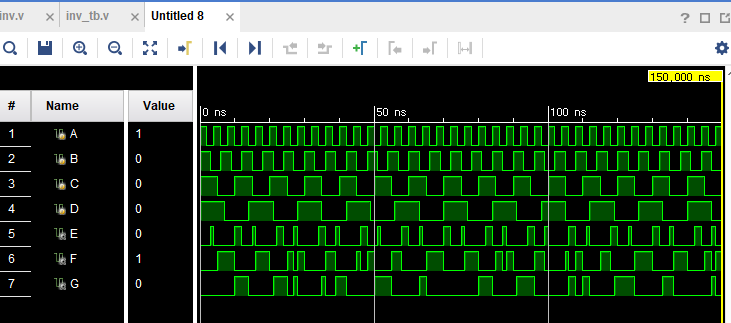 inv.v × inv_tb.v × Untitled 8 ×
?
150,000 ns
# Name Value
0 ns 50 ns 100 ns
1 A 1
2 B 0
3 C 0
4 D 0
5 E 0
6 F 1
7 G 0